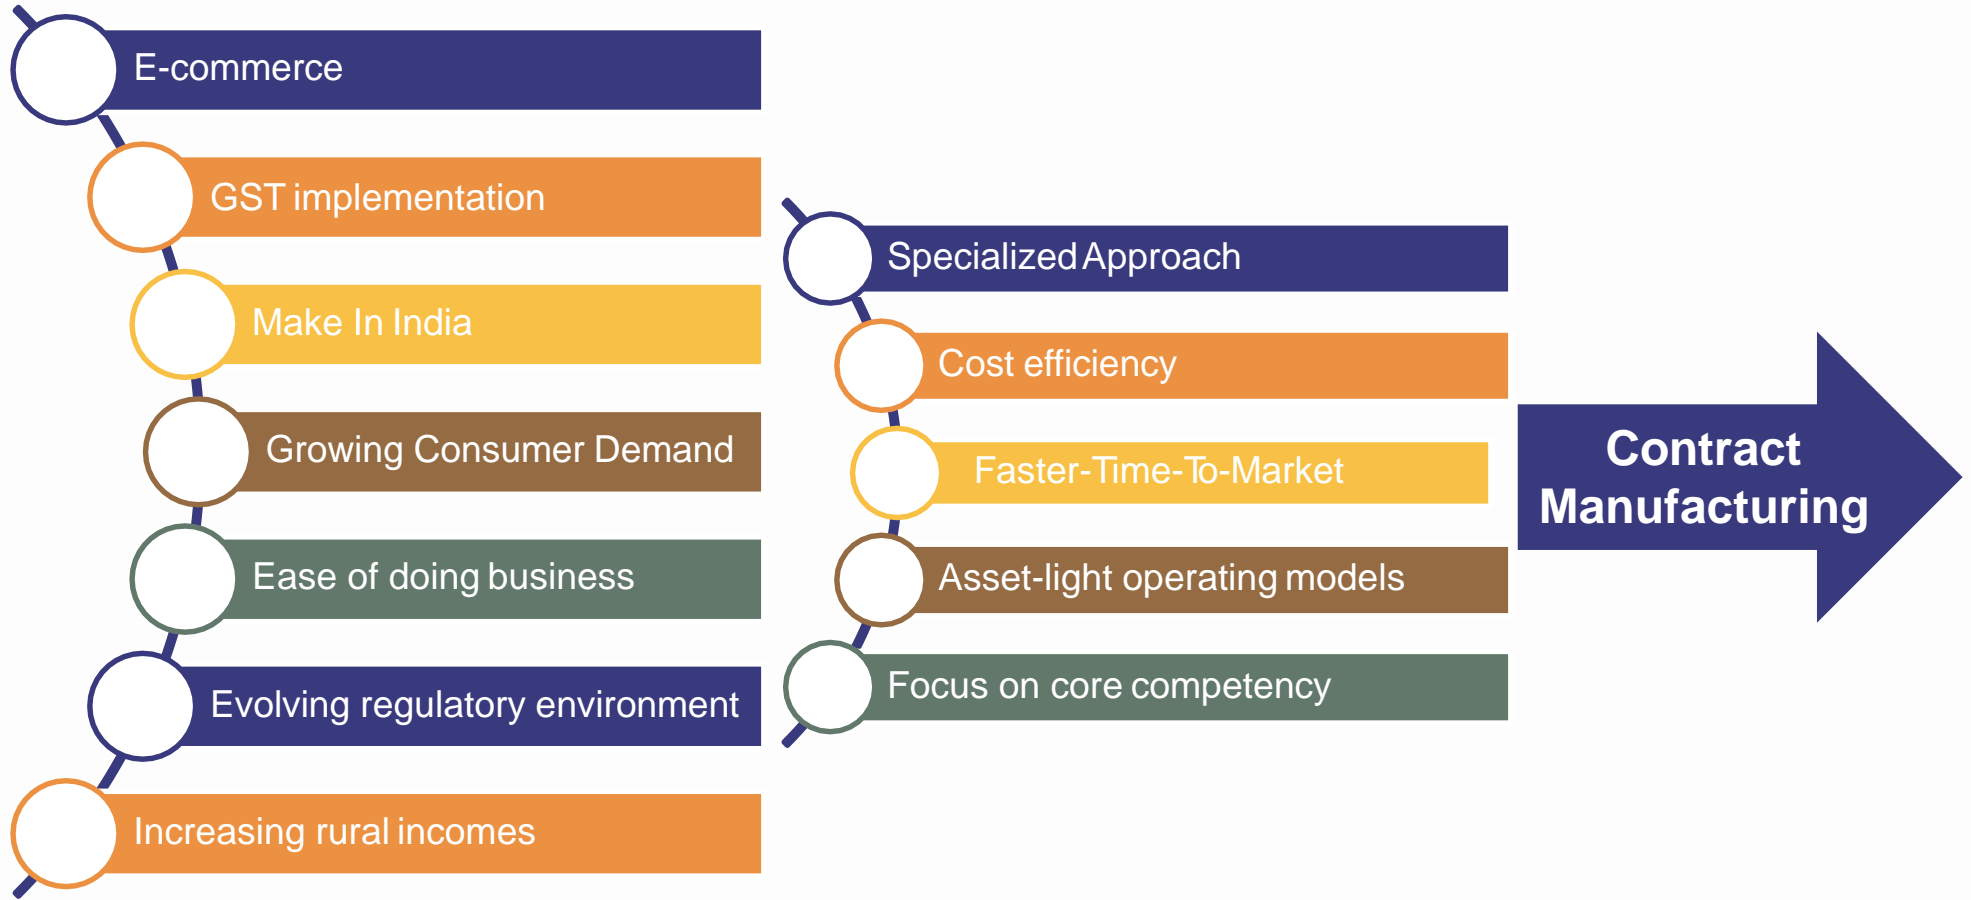 E-commerce
GST implementation
Make In India
Growing Consumer Demand
Ease of doing business
Evolving regulatory environment
Increasing rural incomes
Specialized Approach
Cost efficiency
Faster-Time-To-Market
Asset-light operating models
Focus on core competency
Contract
Manufacturing